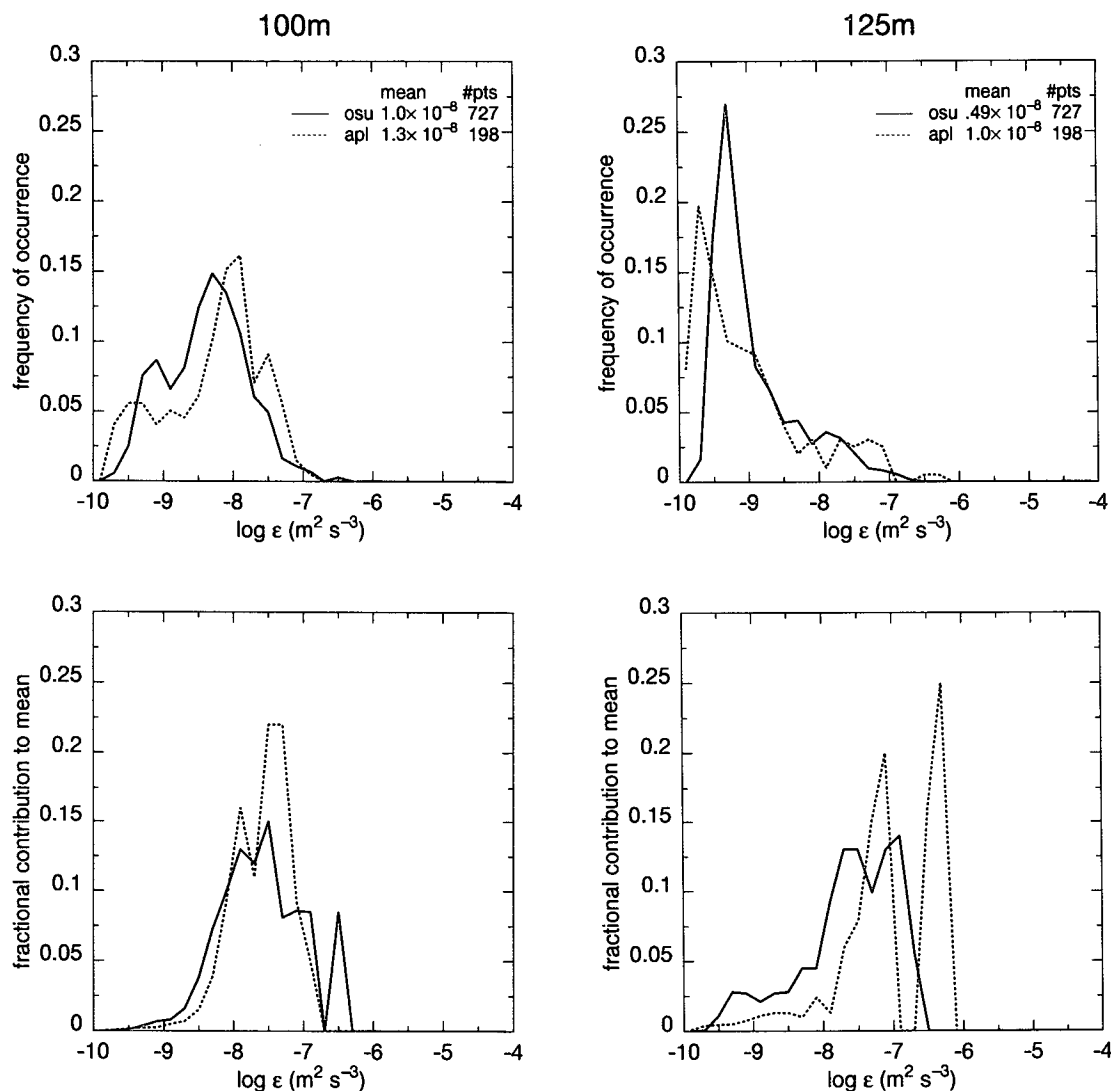 100m
0.3
0.25
0.2
0.15
0.1
0.05
0
frequency of occurrence
mean #pts
osu 1.0× 10⁻⁸ 727
apl 1.3× 10⁻⁸ 198
-10 -9 -8 -7 -6 -5 -4
log ε (m² s⁻³)
125m
0.3
0.25
0.2
0.15
0.1
0.05
0
frequency of occurrence
mean #pts
osu .49× 10⁻⁸ 727
apl 1.0× 10⁻⁸ 198
-10 -9 -8 -7 -6 -5 -4
log ε (m² s⁻³)
0.3
0.25
0.2
0.15
0.1
0.05
0
fractional contribution to mean
-10 -9 -8 -7 -6 -5 -4
log ε (m² s⁻³)
0.3
0.25
0.2
0.15
0.1
0.05
0
fractional contribution to mean
-10 -9 -8 -7 -6 -5 -4
log ε (m² s⁻³)